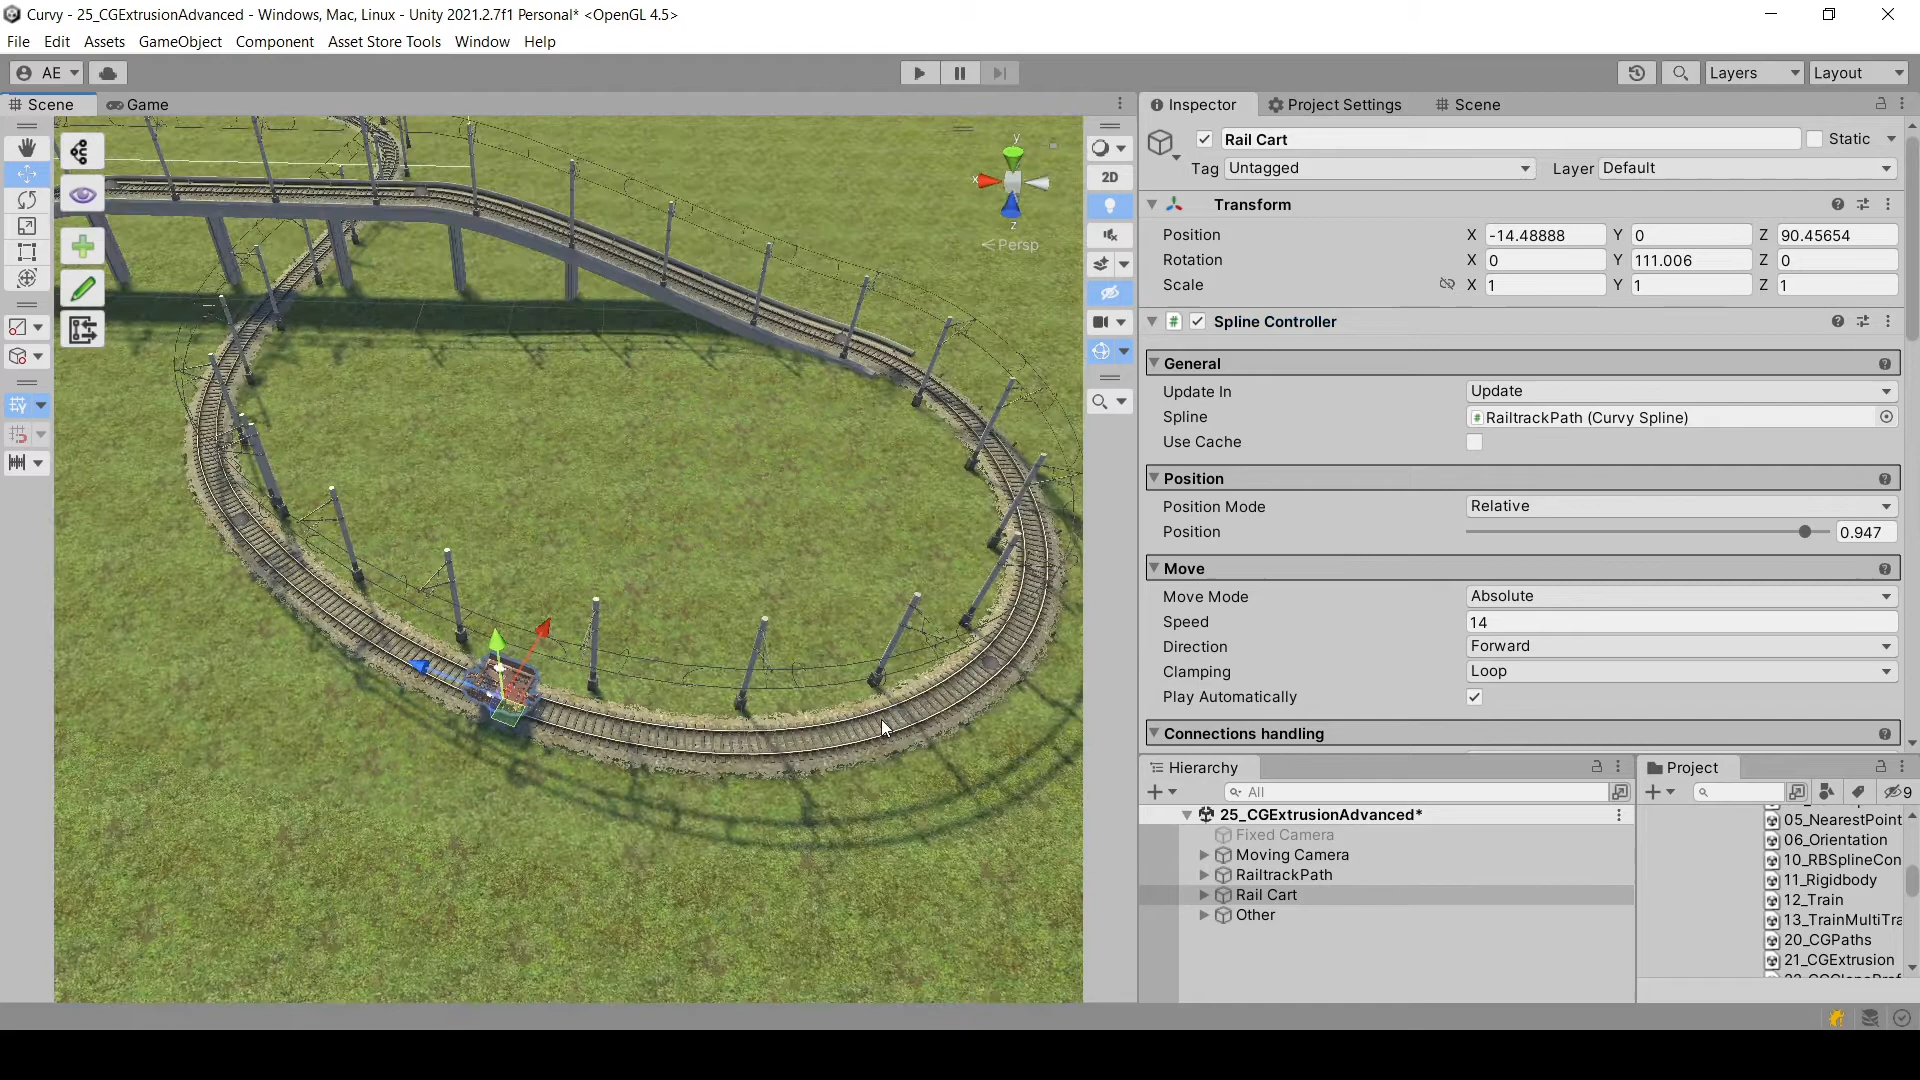 Curvy - 25_CGExtrusionAdvanced - Windows, Mac, Linux - Unity 2021.2.7f1 Personal* <OpenGL 4.5>
File Edit Assets GameObject Component Asset Store Tools Window Help
AE Layers Layout
Scene Game Inspector Project Settings Scene
Rail Cart Static
Tag Untagged Layer Default
Transform
Position X -14.48888 Y 0 Z 90.45654
Rotation X 0 Y 111.006 Z 0
Scale X 1 Y 1 Z 1
Spline Controller
General
Update In Update
Spline RailtrackPath (Curvy Spline)
Use Cache
Position
Position Mode Relative
Position 0.947
Move
Move Mode Absolute
Speed 14
Direction Forward
Clamping Loop
Play Automatically
Connections handling
2D
y
x
z
Persp
Hierarchy
All
25_CGExtrusionAdvanced*
Fixed Camera
Moving Camera
RailtrackPath
Rail Cart
Other
Project
9
05_NearestPoint
06_Orientation
10_RBSplineCon
11_Rigidbody
12_Train
13_TrainMultiTra
20_CGPaths
21_CGExtrusion